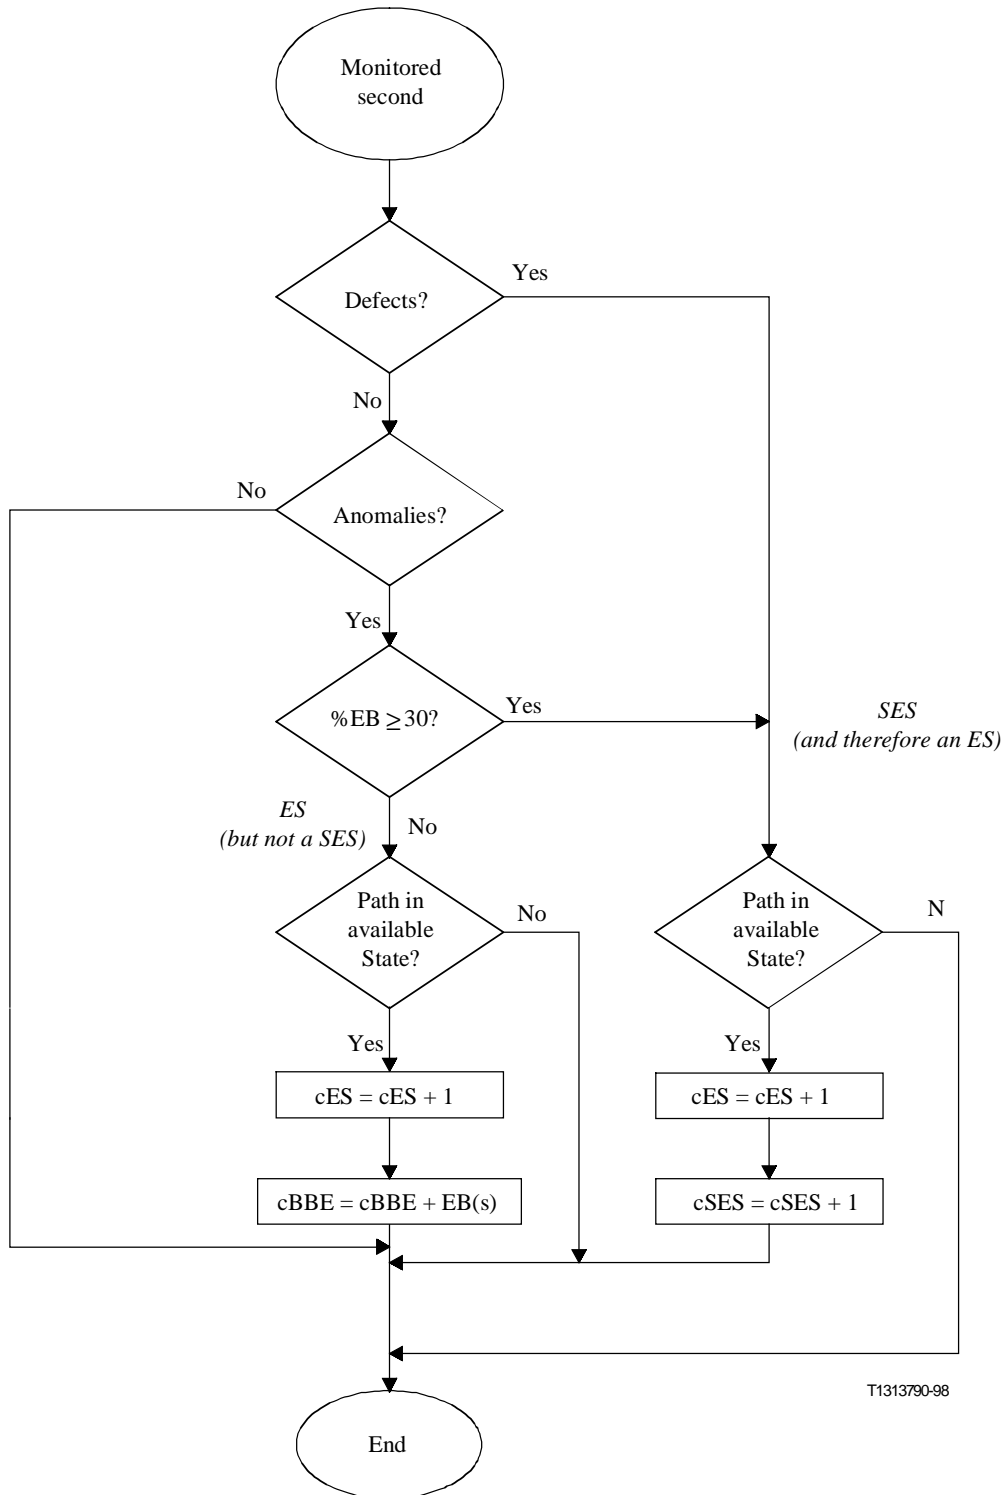 Monitored
second
Yes
Defects?
No
No
Anomalies?
Yes
%EB ≥ 30?
Yes
SES
(and therefore an ES)
ES
(but not a SES)
No
Path in
available
State?
No
Path in
available
State?
N
Yes
Yes
cES = cES + 1
cES = cES + 1
cBBE = cBBE + EB(s)
cSES = cSES + 1
T1313790-98
End